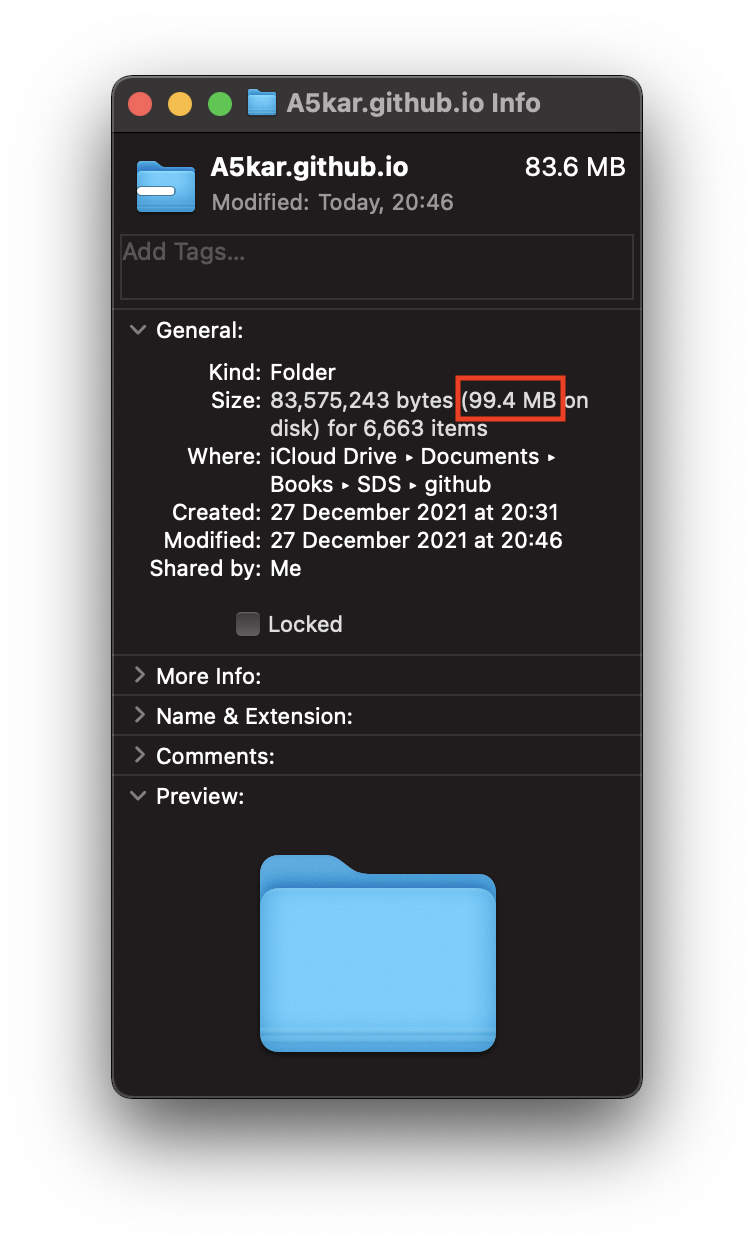 A5kar.github.io Info
A5kar.github.io 83.6 MB
Modified: Today, 20:46
Add Tags...
General:
Kind: Folder
Size: 83,575,243 bytes (99.4 MB on
disk) for 6,663 items
Where: iCloud Drive ▸ Documents ▸
Books ▸ SDS ▸ github
Created: 27 December 2021 at 20:31
Modified: 27 December 2021 at 20:46
Shared by: Me
Locked
More Info:
Name & Extension:
Comments:
Preview: